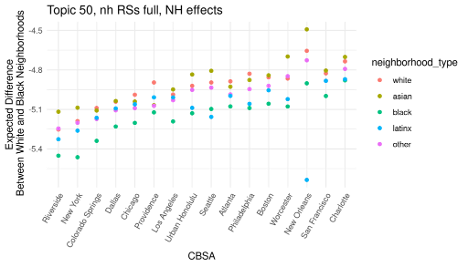 Topic 50, nh RSs full, NH effects
Expected Difference
Between White and Black Neighborhoods
-4.5
-4.8
-5.1
-5.4
Riverside
New York
Colorado Springs
Dallas
Chicago
Providence
Los Angeles
Urban Honolulu
Seattle
Atlanta
Philadelphia
Boston
Worcester
New Orleans
San Francisco
Charlotte
CBSA
neighborhood_type
white
asian
black
latinx
other